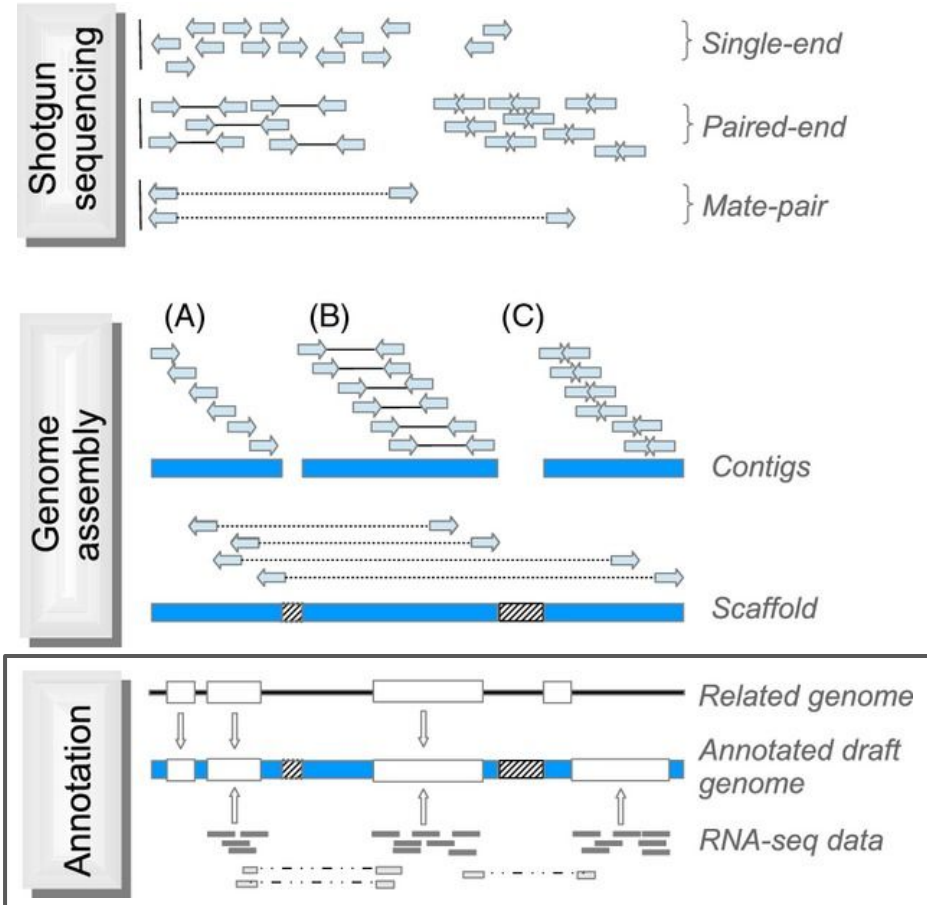 Shotgun
sequencing
Single-end
Paired-end
Mate-pair
Genome
assembly
(A)
(B)
(C)
Contigs
Scaffold
Annotation
Related genome
Annotated draft
genome
RNA-seq data